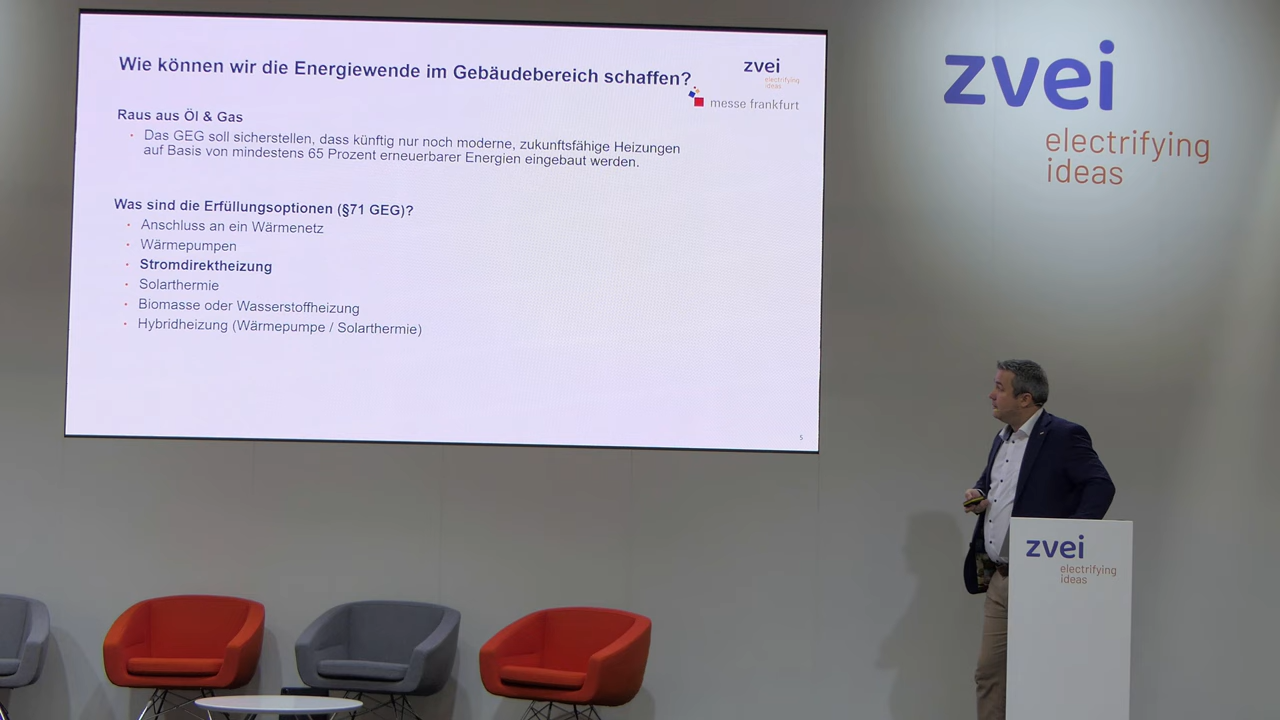 Wie können wir die Energiewende im Gebäudebereich schaffen?
zvei
electrifying
ideas
messe frankfurt
Raus aus Öl & Gas
• Das GEG soll sicherstellen, dass künftig nur noch moderne, zukunftsfähige Heizungen
auf Basis von mindestens 65 Prozent erneuerbarer Energien eingebaut werden.
Was sind die Erfüllungsoptionen (§71 GEG)?
• Anschluss an ein Wärmenetz
• Wärmepumpen
• Stromdirektheizung
• Solarthermie
• Biomasse oder Wasserstoffheizung
• Hybridheizung (Wärmepumpe / Solarthermie)
5
zvei
electrifying
ideas
zvei
electrifying
ideas